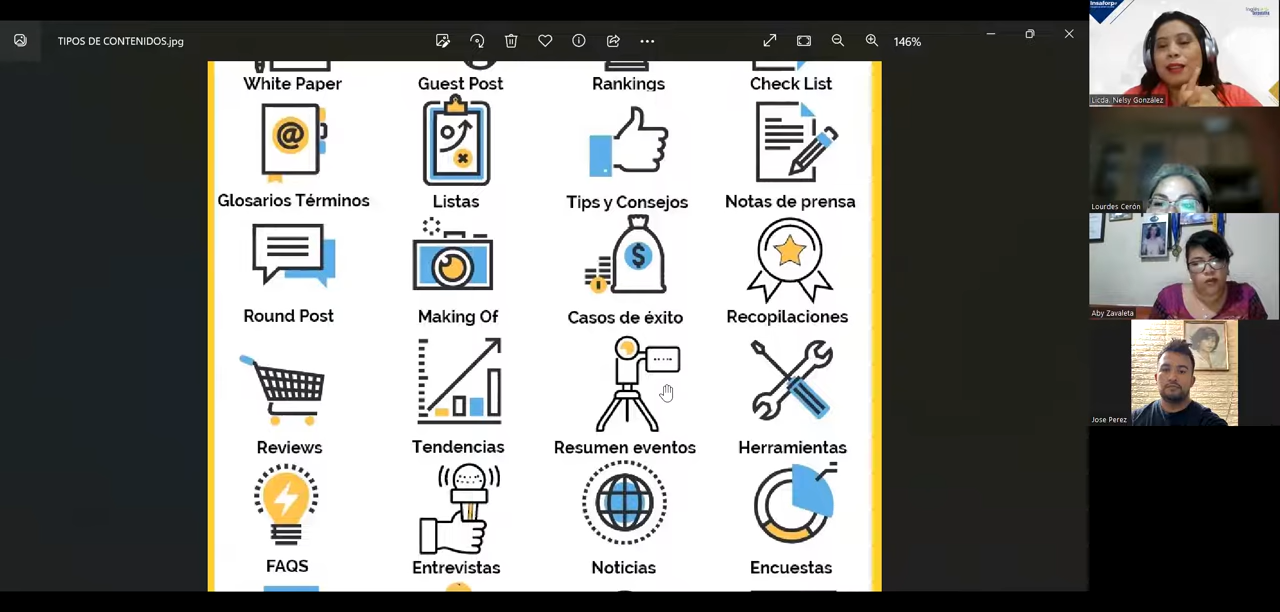 TIPOS DE CONTENIDOS.jpg
146%
White Paper
Guest Post
Rankings
Check List
Glosarios Términos
Listas
Tips y Consejos
Notas de prensa
Round Post
Making Of
Casos de éxito
Recopilaciones
Reviews
Tendencias
Resumen eventos
Herramientas
FAQS
Entrevistas
Noticias
Encuestas
Insaforp
Licda. Nelsy González
Lourdes Cerón
Aby Zavaleta
Jose Perez